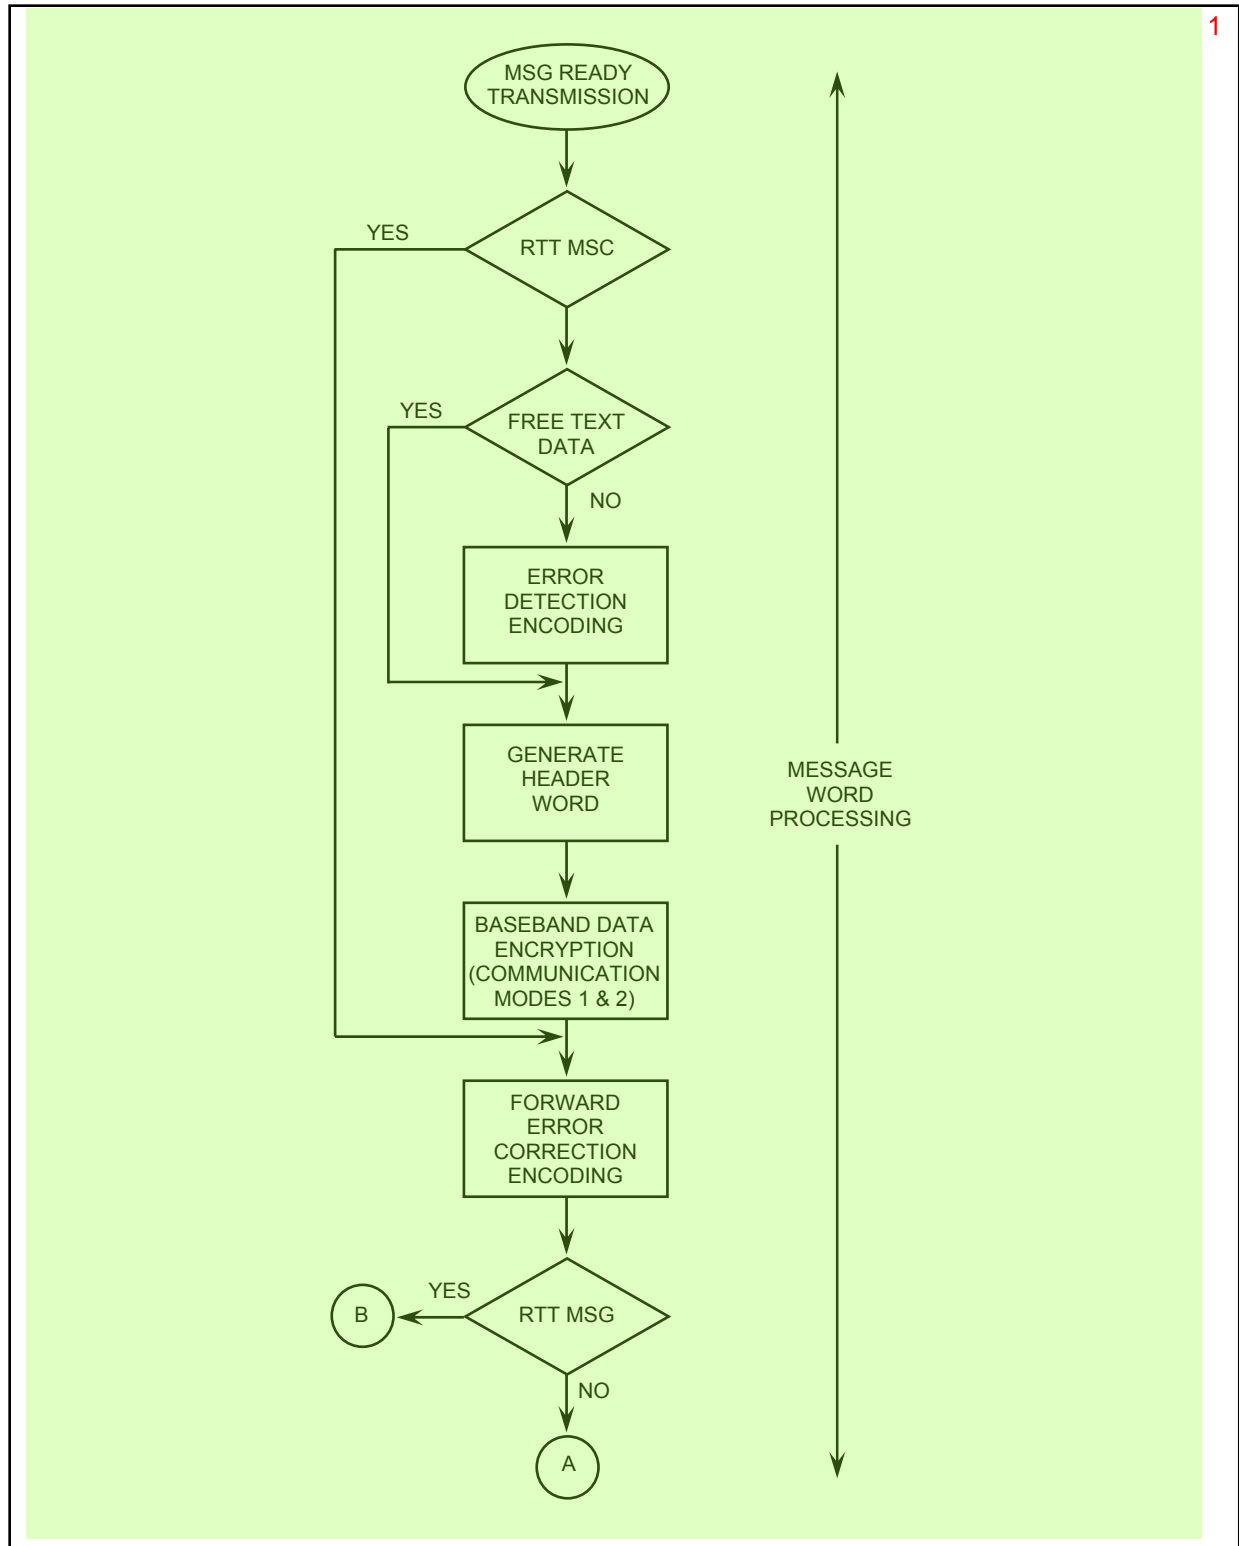 1
MSG READY
TRANSMISSION
YES
RTT MSC
YES
FREE TEXT
DATA
NO
ERROR
DETECTION
ENCODING
GENERATE
HEADER
WORD
MESSAGE
WORD
PROCESSING
BASEBAND DATA
ENCRYPTION
(COMMUNICATION
MODES 1 & 2)
FORWARD
ERROR
CORRECTION
ENCODING
YES
B
RTT MSG
NO
A